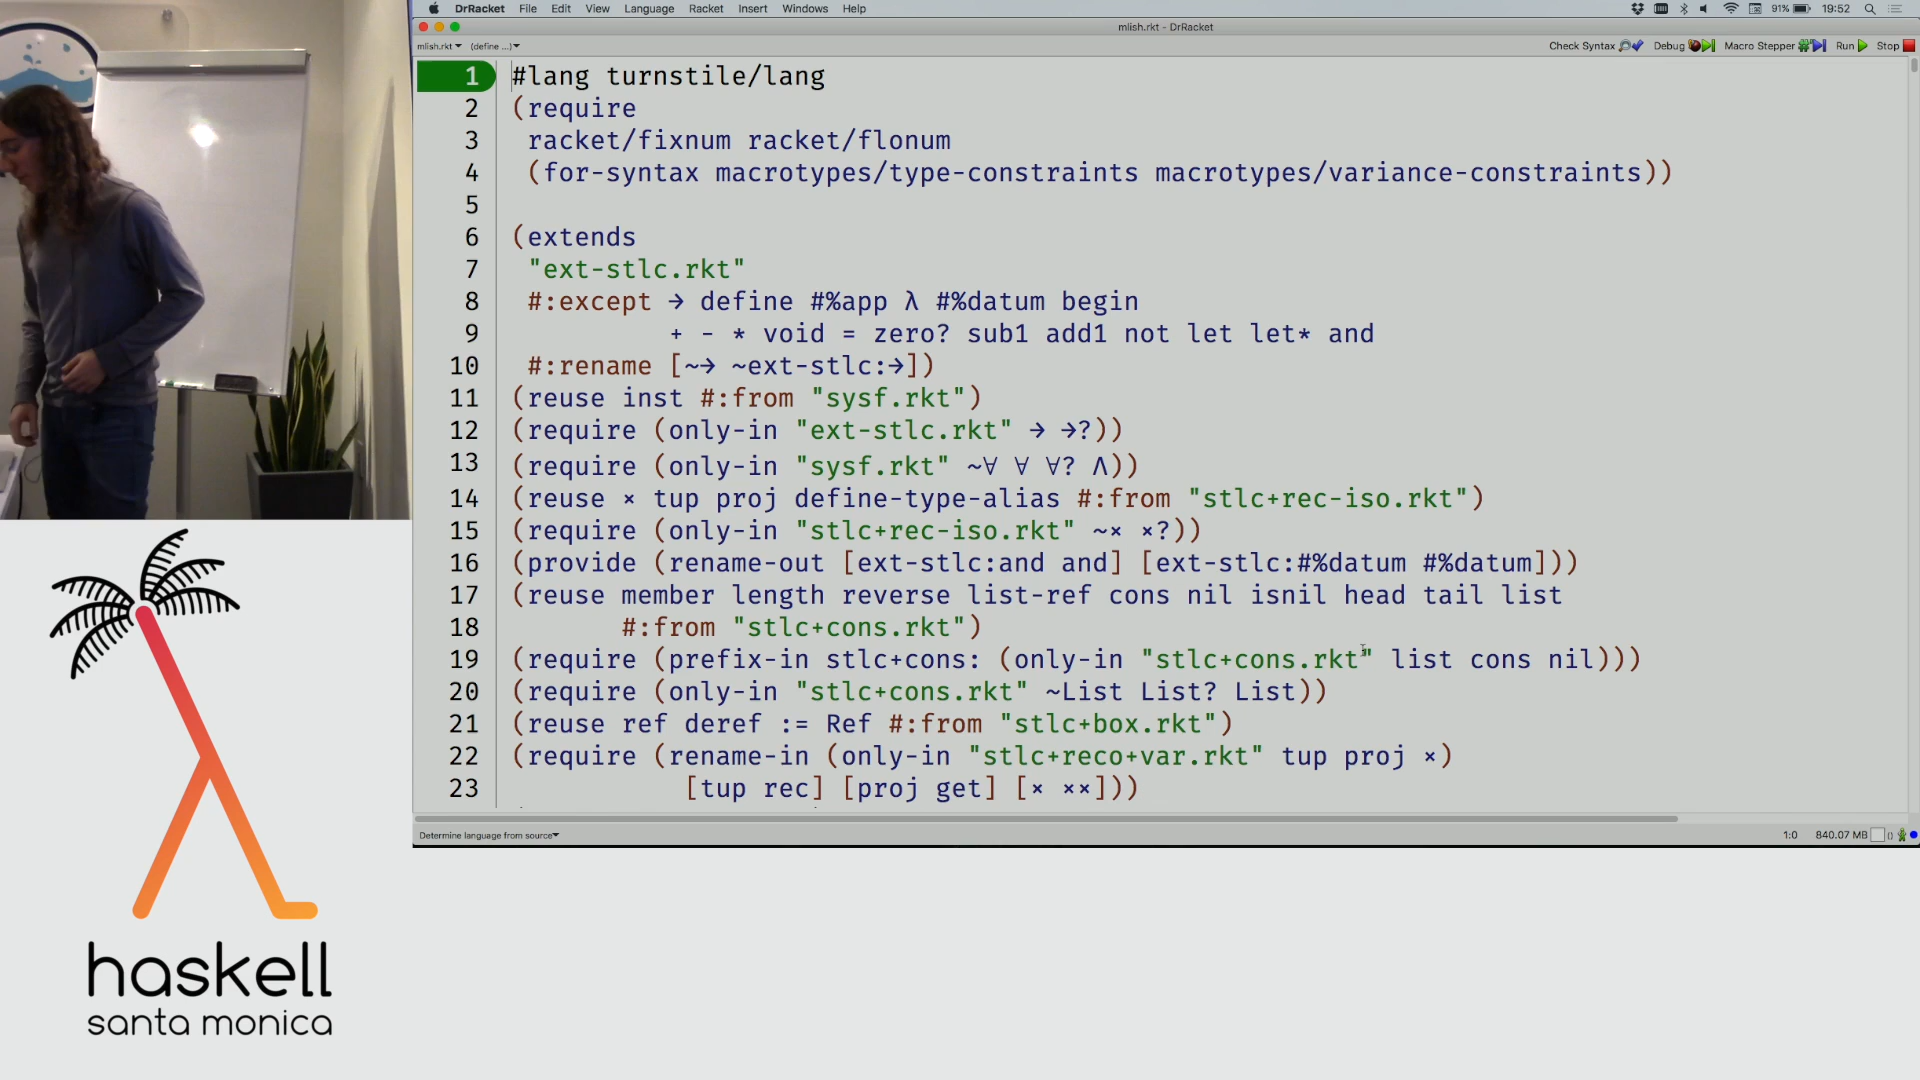 DrRacket File Edit View Language Racket Insert Windows Help
91% 19:52
mlish.rkt - DrRacket
mlish.rkt (define ...) Check Syntax Debug Macro Stepper Run Stop
1 #lang turnstile/lang
2 (require
3 racket/fixnum racket/flonum
4 (for-syntax macrotypes/type-constraints macrotypes/variance-constraints))
5
6 (extends
7 "ext-stlc.rkt"
8 #:except → define #%app λ #%datum begin
9 + - * void = zero? sub1 add1 not let let* and
10 #:rename [~→ ~ext-stlc:→])
11 (reuse inst #:from "sysf.rkt")
12 (require (only-in "ext-stlc.rkt" → →?))
13 (require (only-in "sysf.rkt" ~∀ ∀ ∀? Λ))
14 (reuse × tup proj define-type-alias #:from "stlc+rec-iso.rkt")
15 (require (only-in "stlc+rec-iso.rkt" ~× ×?))
16 (provide (rename-out [ext-stlc:and and] [ext-stlc:#%datum #%datum]))
17 (reuse member length reverse list-ref cons nil isnil head tail list
18 #:from "stlc+cons.rkt")
19 (require (prefix-in stlc+cons: (only-in "stlc+cons.rkt" list cons nil)))
20 (require (only-in "stlc+cons.rkt" ~List List? List))
21 (reuse ref deref := Ref #:from "stlc+box.rkt")
22 (require (rename-in (only-in "stlc+reco+var.rkt" tup proj ×)
23 [tup rec] [proj get] [× ××]))
Determine language from source 1:0 840.07 MB
haskell
santa monica